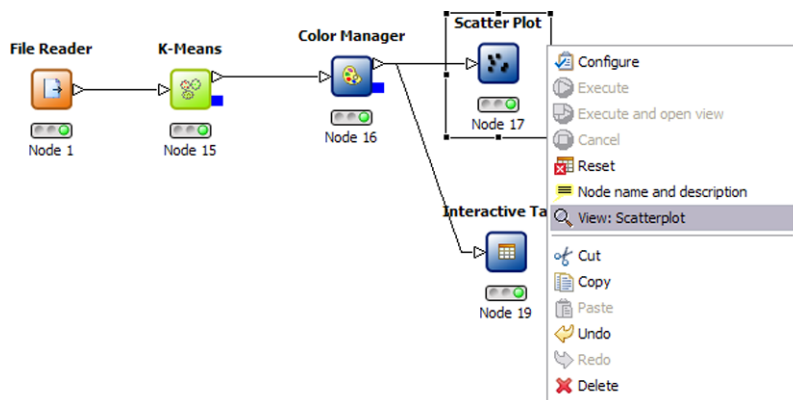 File Reader
Node 1
K-Means
Node 15
Color Manager
Node 16
Scatter Plot
Node 17
Interactive Ta
Node 19
Configure
Execute
Execute and open view
Cancel
Reset
Node name and description
View: Scatterplot
Cut
Copy
Paste
Undo
Redo
Delete